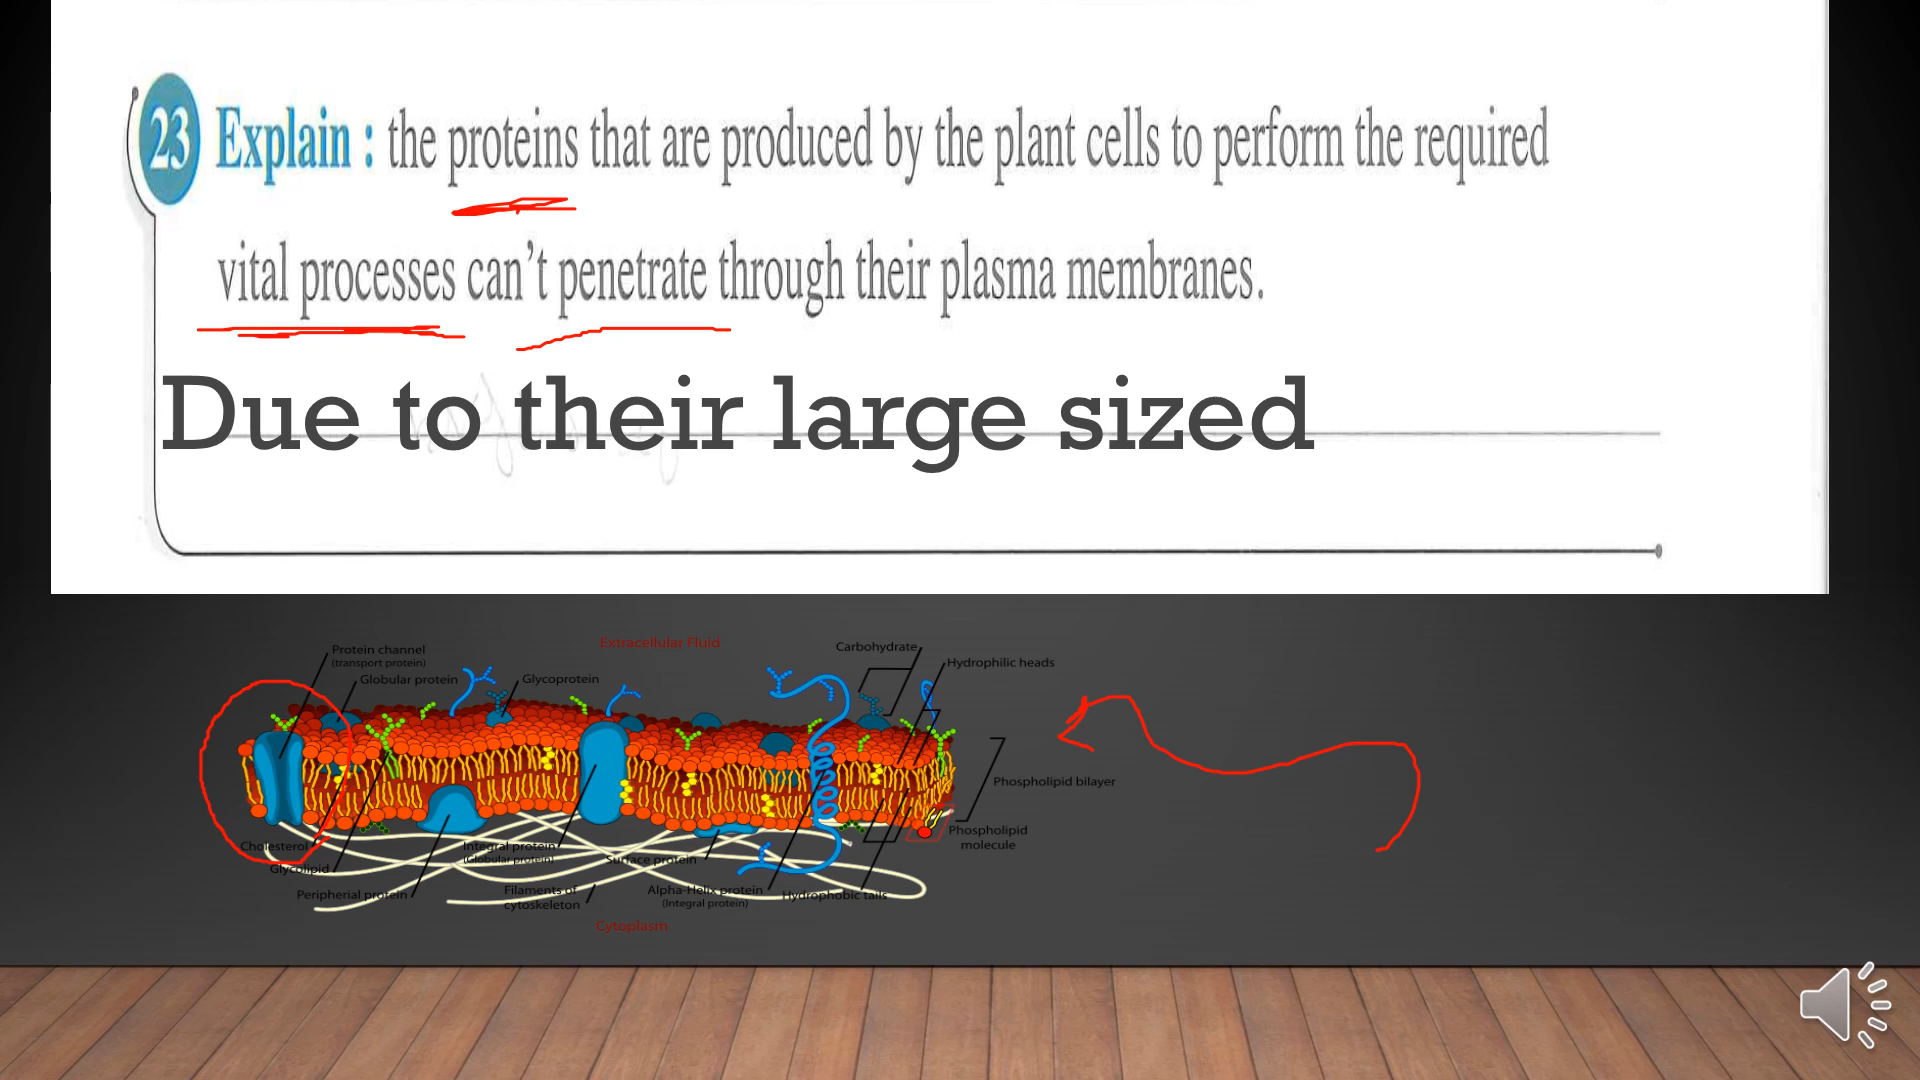 23 Explain : the proteins that are produced by the plant cells to perform the required
vital processes can't penetrate through their plasma membranes.
Due to their large sized
Extracellular Fluid
Protein channel
(transport protein)
Globular protein
Glycoprotein
Carbohydrate
Hydrophilic heads
Phospholipid bilayer
Phospholipid
molecule
Cholesterol
Glycolipid
Peripherial protein
Integral protein
(Globular protein)
Filaments of
cytoskeleton
Surface protein
Alpha-Helix protein
(Integral protein)
Hydrophobic tails
Cytoplasm